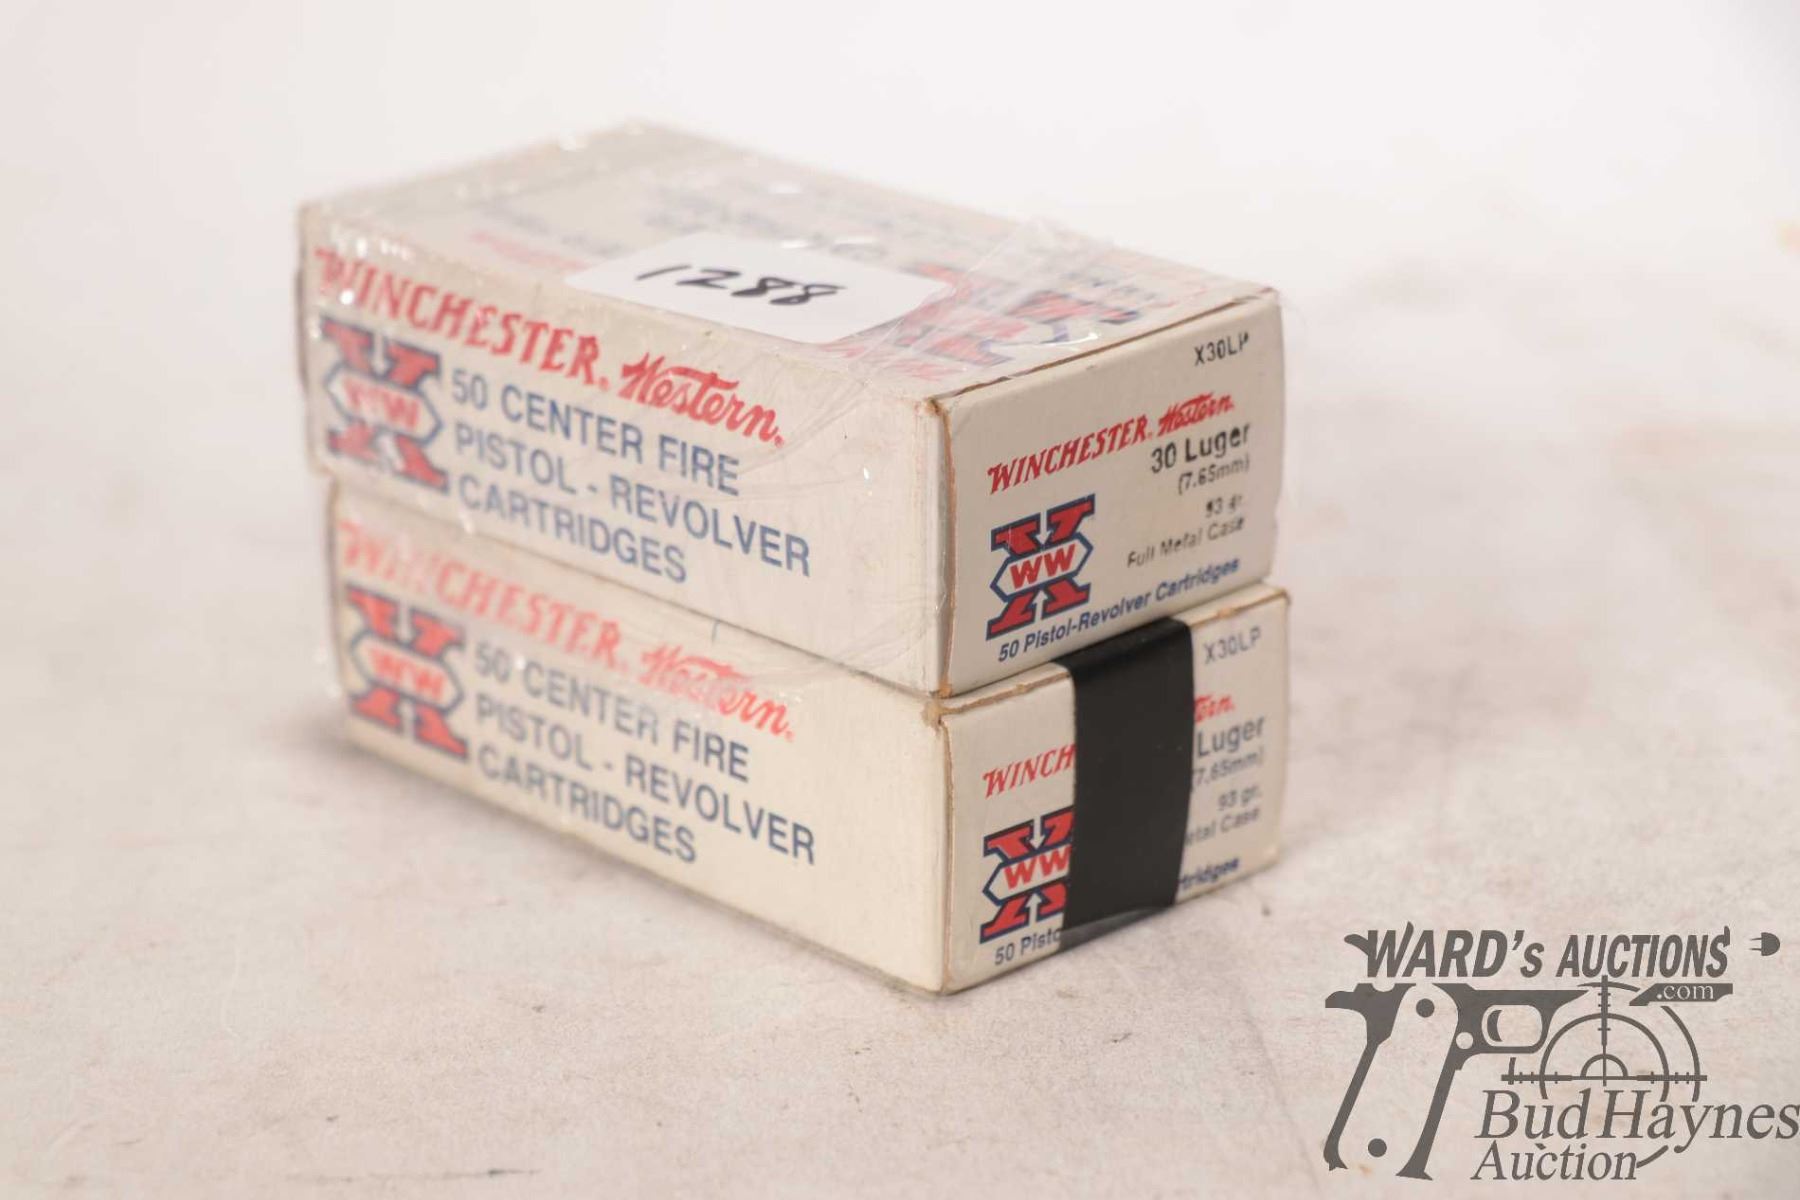 1288
WINCHESTER. Western.
WW
50 CENTER FIRE
PISTOL - REVOLVER
CARTRIDGES
X30LP
WINCHESTER. Western.
30 Luger
(7.65mm)
93 gr.
Full Metal Case
WW
50 Pistol-Revolver Cartridges
WINCHESTER. Western.
WW
50 CENTER FIRE
PISTOL - REVOLVER
CARTRIDGES
X30LP
WINCH
Luger
7.65mm)
93 gr.
Case
WW
50
WARD's AUCTIONS
.com
Bud Haynes
Auction